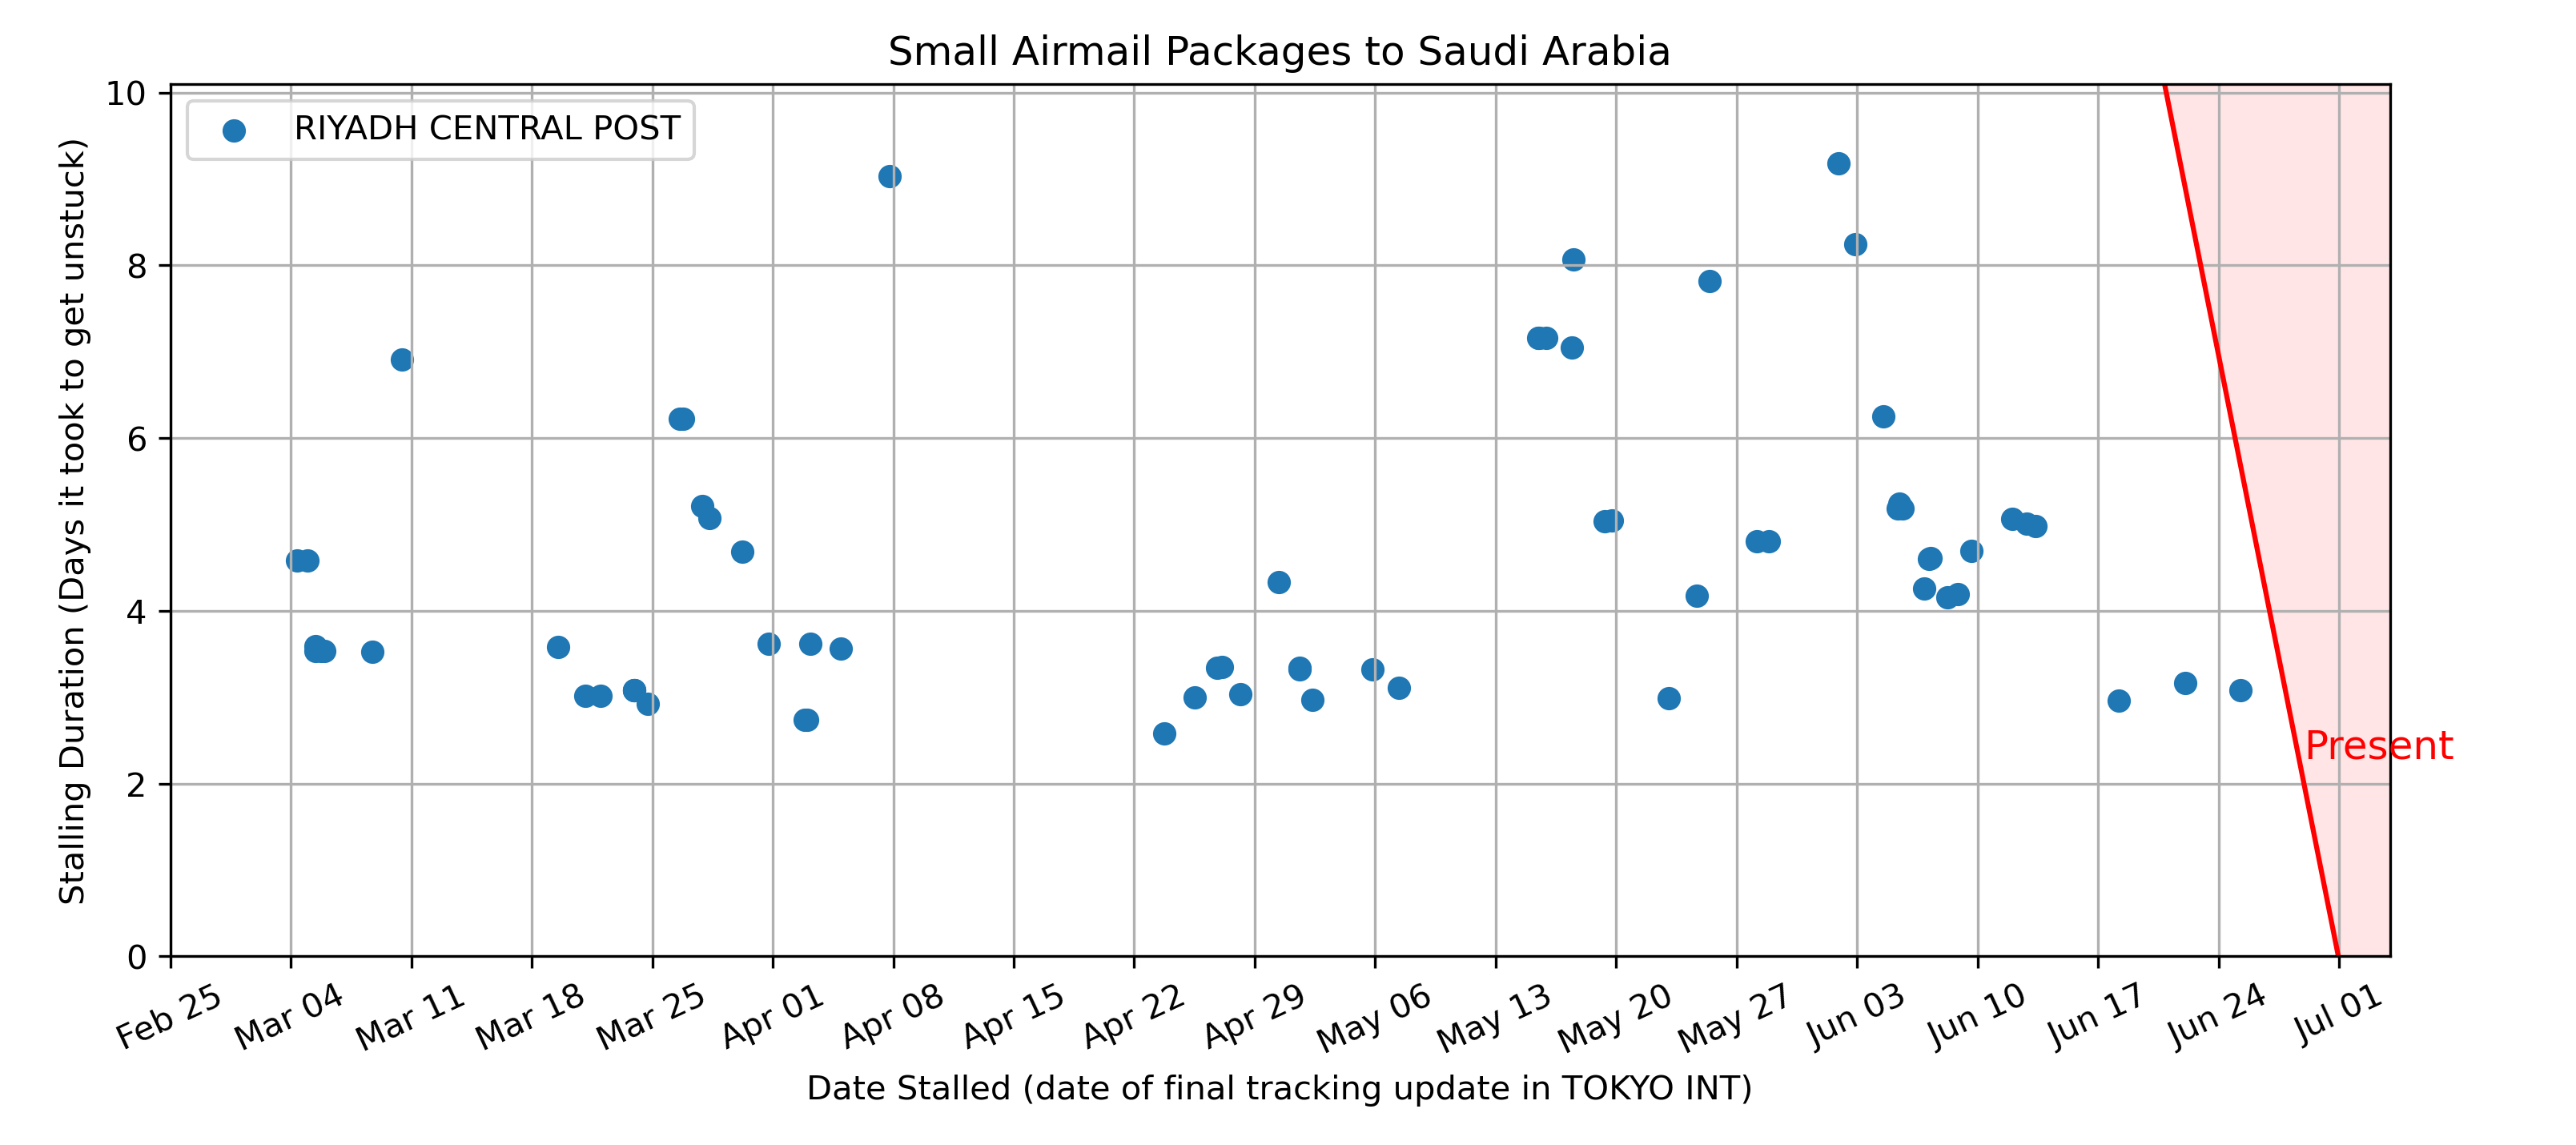 Small Airmail Packages to Saudi Arabia
RIYADH CENTRAL POST
Stalling Duration (Days it took to get unstuck)
10
8
6
4
2
0
Present
Feb 25
Mar 04
Mar 11
Mar 18
Mar 25
Apr 01
Apr 08
Apr 15
Apr 22
Apr 29
May 06
May 13
May 20
May 27
Jun 03
Jun 10
Jun 17
Jun 24
Jul 01
Date Stalled (date of final tracking update in TOKYO INT)